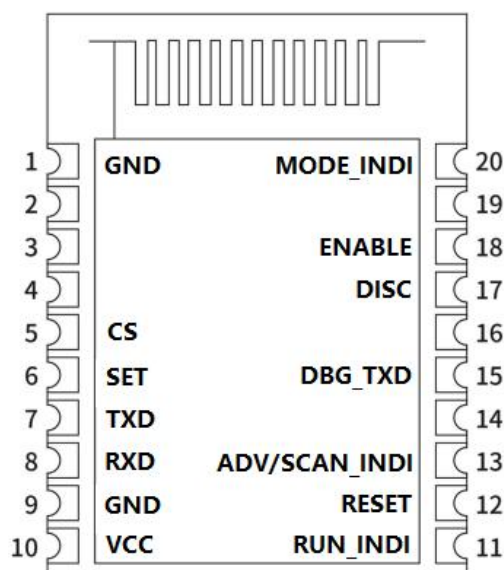 1 GND MODE_INDI 20
2 19
3 ENABLE 18
4 DISC 17
5 CS 16
6 SET DBG_TXD 15
7 TXD 14
8 RXD ADV/SCAN_INDI 13
9 GND RESET 12
10 VCC RUN_INDI 11